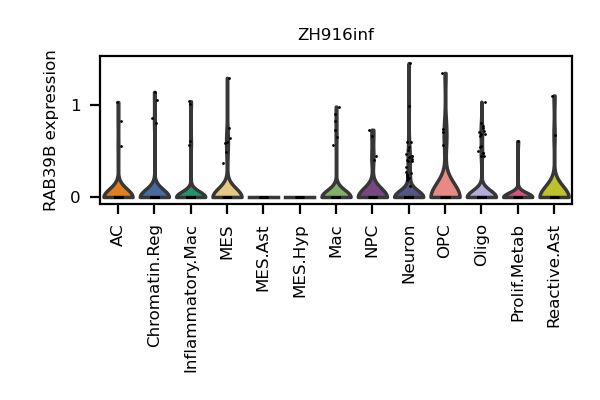 ZH916inf
RAB39B expression
1
0
AC
Chromatin.Reg
Inflammatory.Mac
MES
MES.Ast
MES.Hyp
Mac
NPC
Neuron
OPC
Oligo
Prolif.Metab
Reactive.Ast